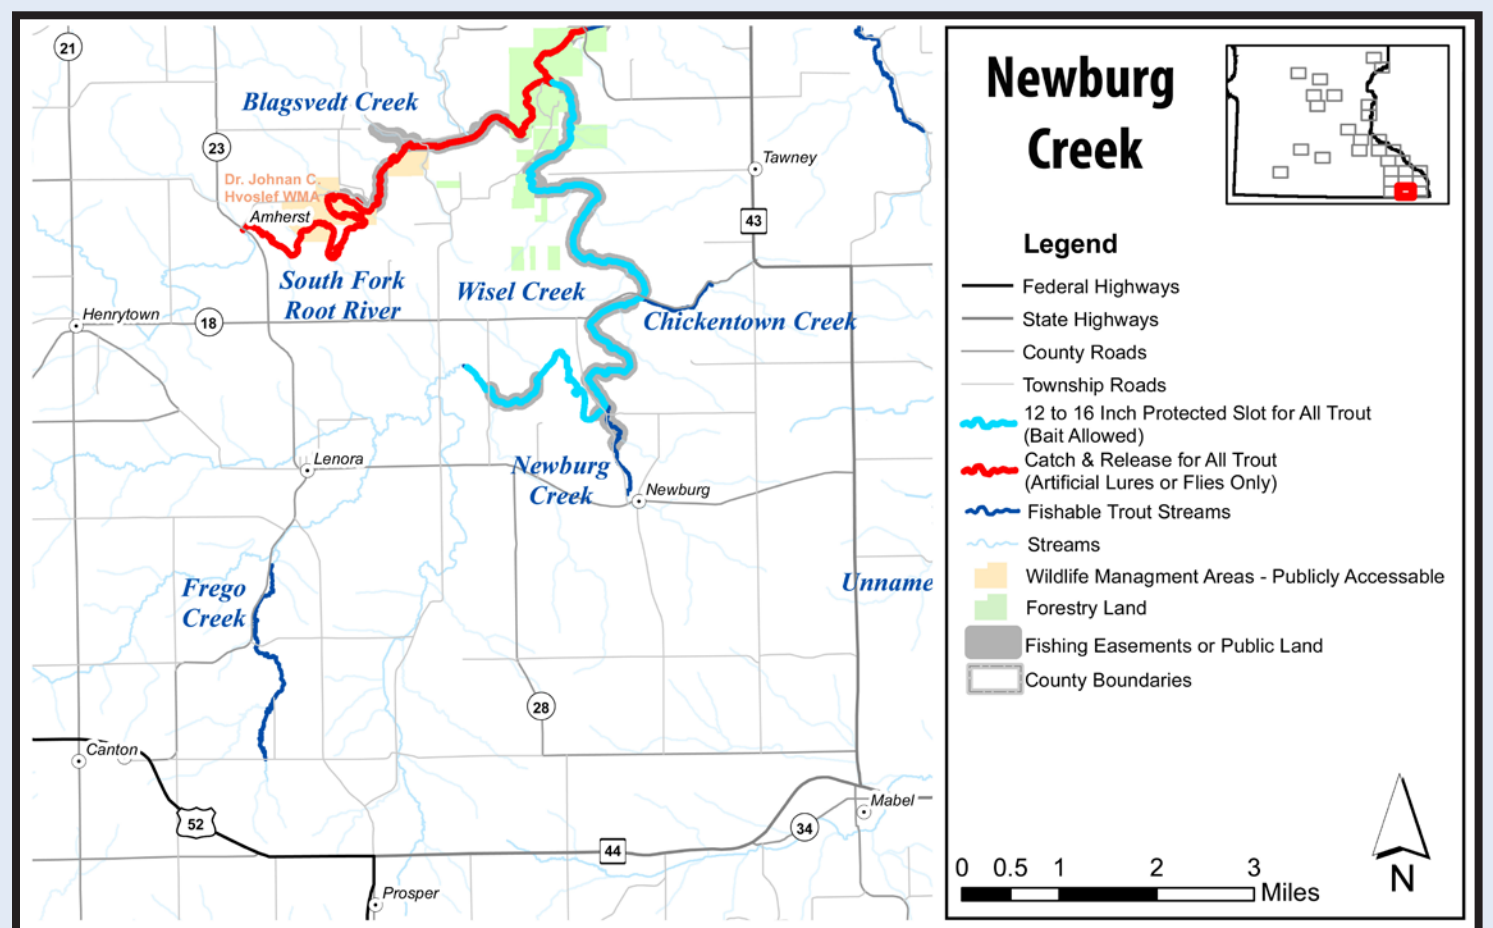 21
Blagsvedt Creek
23
Tawney
Dr. Johnan C.
Hvoslef WMA
Amherst
43
South Fork
Root River
Wisel Creek
Henrytown
18
Chickentown Creek
Lenora
Newburg
Creek
Newburg
Frego
Creek
Unname
28
Canton
52
Mabel
34
44
Prosper
Newburg
Creek
Legend
Federal Highways
State Highways
County Roads
Township Roads
12 to 16 Inch Protected Slot for All Trout
(Bait Allowed)
Catch & Release for All Trout
(Artificial Lures or Flies Only)
Fishable Trout Streams
Streams
Wildlife Managment Areas - Publicly Accessable
Forestry Land
Fishing Easements or Public Land
County Boundaries
0 0.5 1 2 3
Miles
N